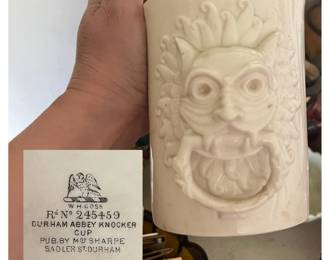 W.H.GOSS
Rd No 245459
DURHAM ABBEY KNOCKER
CUP
PUB. BY MRS SHARPE
SADLER ST. DURHAM